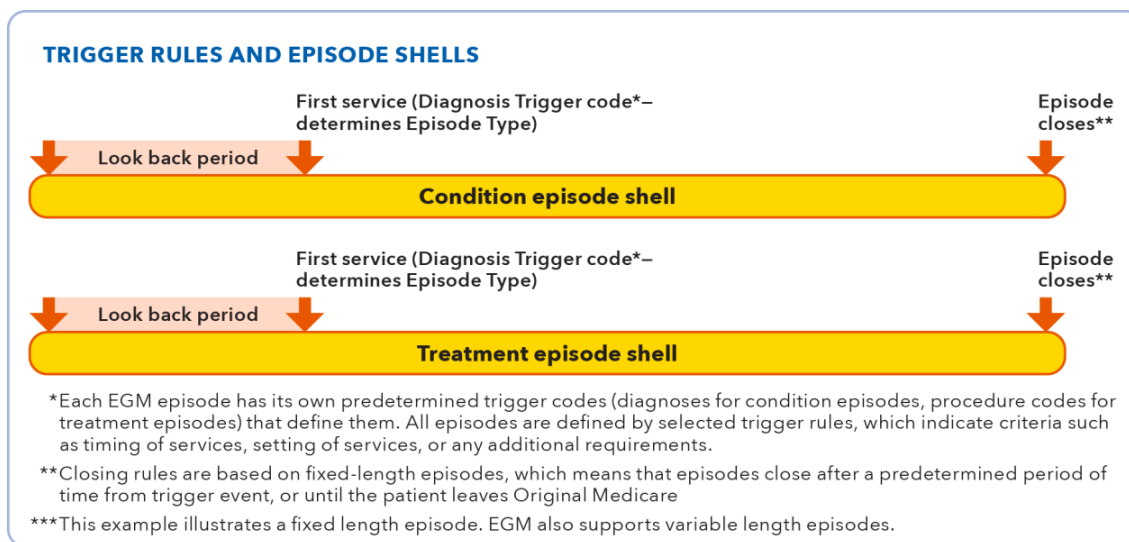 TRIGGER RULES AND EPISODE SHELLS
First service (Diagnosis Trigger code*—
determines Episode Type)
Episode
closes**
Look back period
Condition episode shell
First service (Diagnosis Trigger code*—
determines Episode Type)
Episode
closes**
Look back period
Treatment episode shell
*Each EGM episode has its own predetermined trigger codes (diagnoses for condition episodes, procedure codes for
treatment episodes) that define them. All episodes are defined by selected trigger rules, which indicate criteria such
as timing of services, setting of services, or any additional requirements.
**Closing rules are based on fixed-length episodes, which means that episodes close after a predetermined period of
time from trigger event, or until the patient leaves Original Medicare
***This example illustrates a fixed length episode. EGM also supports variable length episodes.